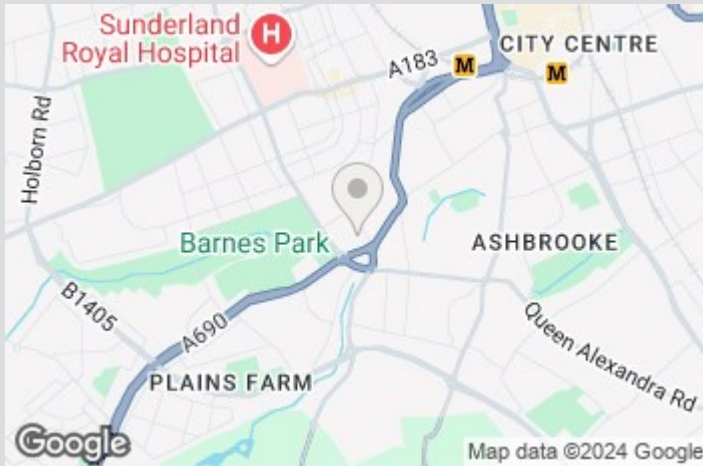 Sunderland
Royal Hospital
H
A183
M
CITY CENTRE
M
Holborn Rd
Barnes Park
ASHBROOKE
B1405
A690
Queen Alexandra Rd
PLAINS FARM
Google
Map data ©2024 Google